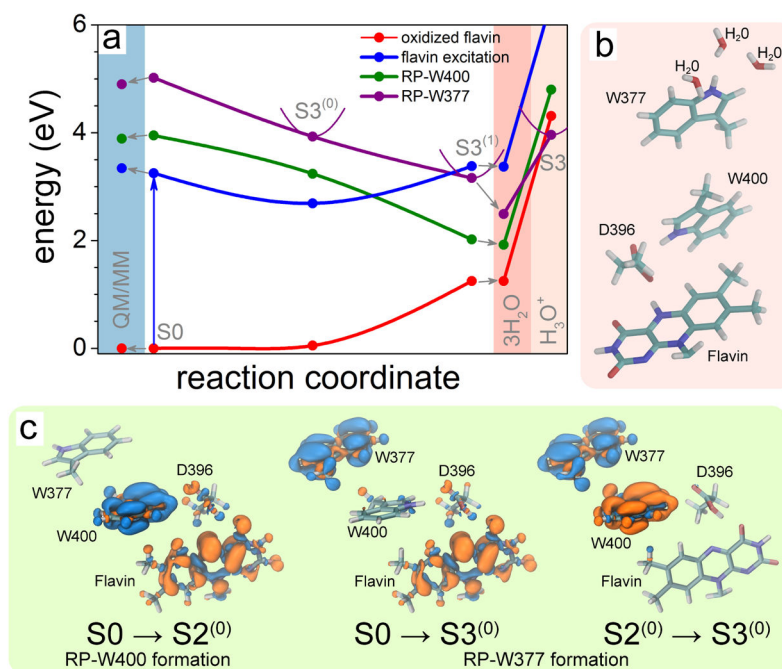 a
energy (eV)
6
4
2
0
oxidized flavin
flavin excitation
RP-W400
RP-W377
S3(0)
S3(1)
S3
S0
QM/MM
3H2O
H3O+
reaction coordinate
b
H20
H20
H20
W377
W400
D396
Flavin
c
W377
D396
W400
Flavin
W377
D396
W400
Flavin
W377
D396
W400
Flavin
S0 → S2(0)
S0 → S3(0)
S2(0) → S3(0)
RP-W400 formation
RP-W377 formation